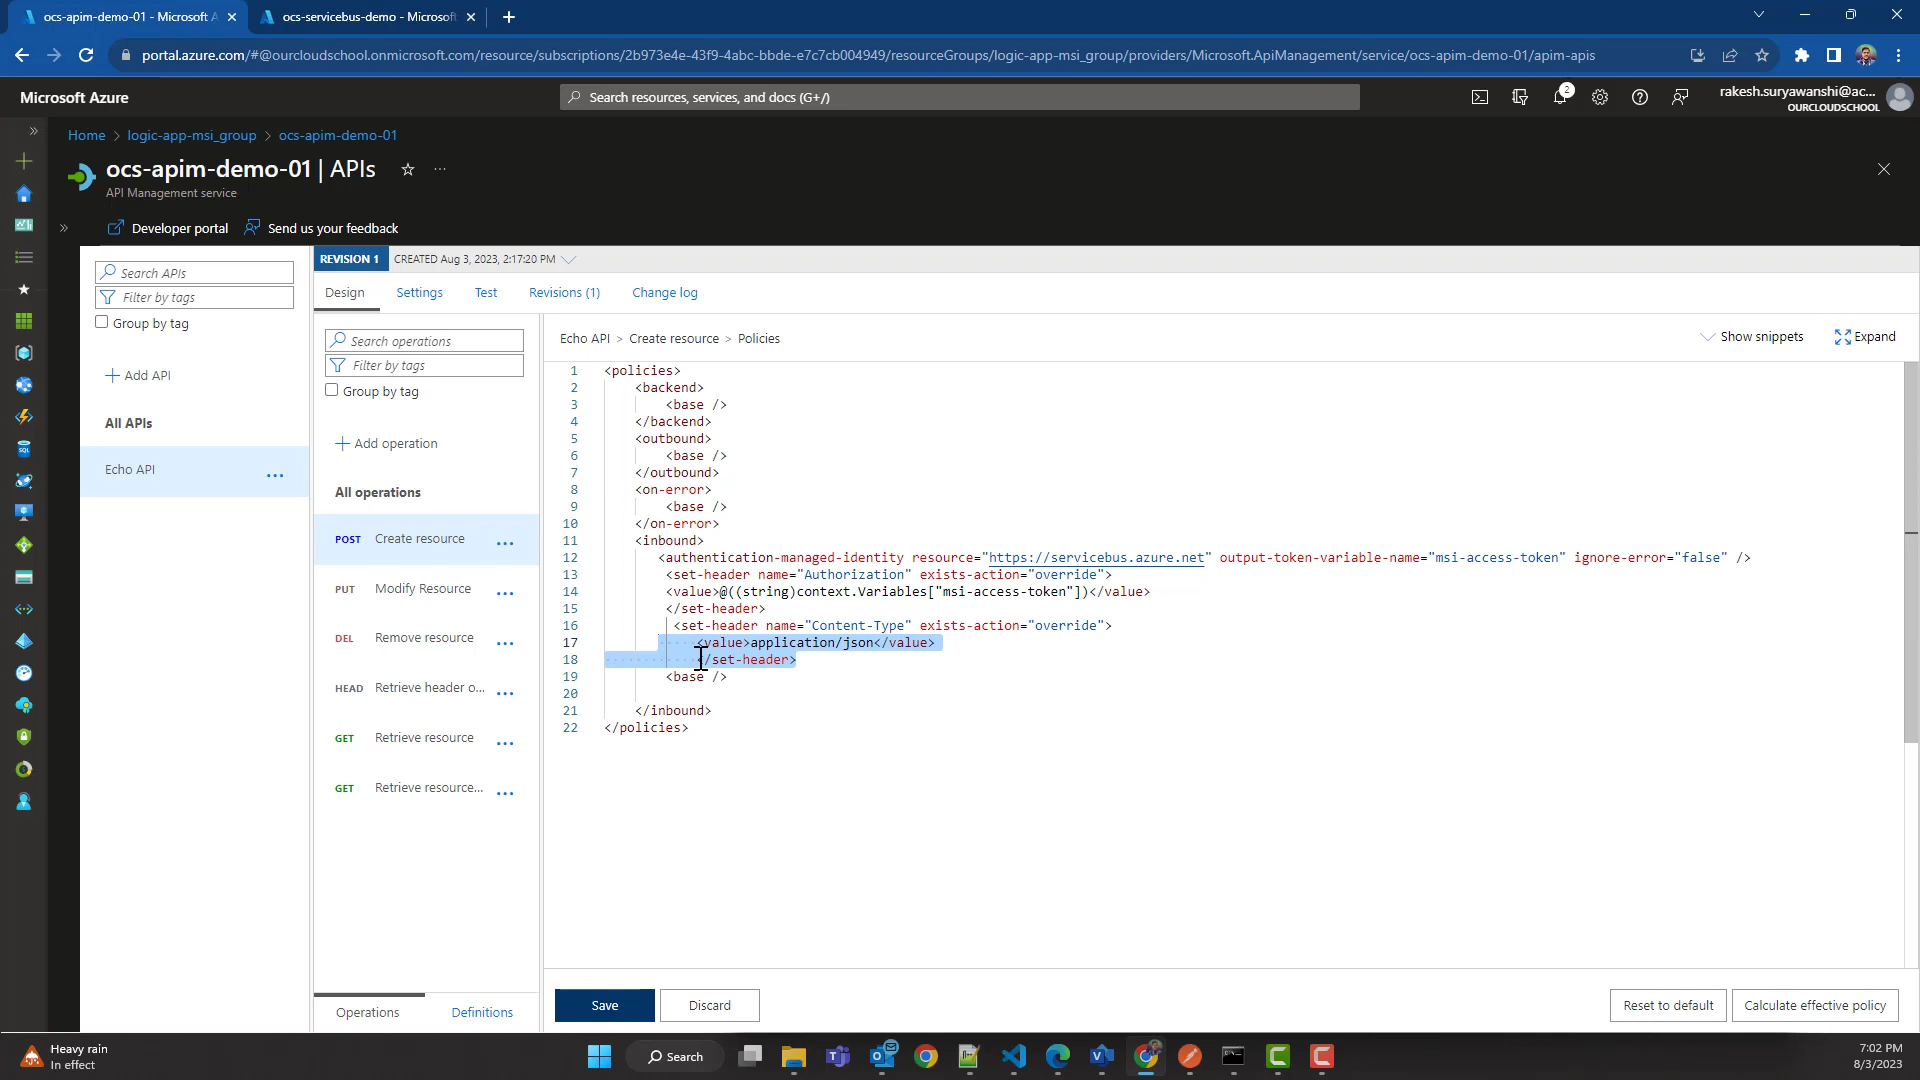 ocs-apim-demo-01 - Microsoft A
ocs-servicebus-demo - Microsoft
portal.azure.com/#@ourcloudschool.onmicrosoft.com/resource/subscriptions/2b973e4e-43f9-4abc-bbde-e7c7cb004949/resourceGroups/logic-app-msi_group/providers/Microsoft.ApiManagement/service/ocs-apim-demo-01/apim-apis
Microsoft Azure
Search resources, services, and docs (G+/)
2
rakesh.suryawanshi@ac...
OURCLOUDSCHOOL
Home > logic-app-msi_group > ocs-apim-demo-01
ocs-apim-demo-01 | APIs
API Management service
Developer portal
Send us your feedback
Search APIs
Filter by tags
Group by tag
Add API
All APIs
Echo API
REVISION 1 CREATED Aug 3, 2023, 2:17:20 PM
Design Settings Test Revisions (1) Change log
Search operations
Filter by tags
Group by tag
Add operation
All operations
POST Create resource
PUT Modify Resource
DEL Remove resource
HEAD Retrieve header o...
GET Retrieve resource
GET Retrieve resource...
Operations Definitions
Echo API > Create resource > Policies
Show snippets
Expand
1 <policies>
2 <backend>
3 <base />
4 </backend>
5 <outbound>
6 <base />
7 </outbound>
8 <on-error>
9 <base />
10 </on-error>
11 <inbound>
12 <authentication-managed-identity resource="https://servicebus.azure.net" output-token-variable-name="msi-access-token" ignore-error="false" />
13 <set-header name="Authorization" exists-action="override">
14 <value>@((string)context.Variables["msi-access-token"])</value>
15 </set-header>
16 <set-header name="Content-Type" exists-action="override">
17 <value>application/json</value>
18 </set-header>
19 <base />
20
21 </inbound>
22 </policies>
Save
Discard
Reset to default
Calculate effective policy
Heavy rain
In effect
Search
7:02 PM
8/3/2023